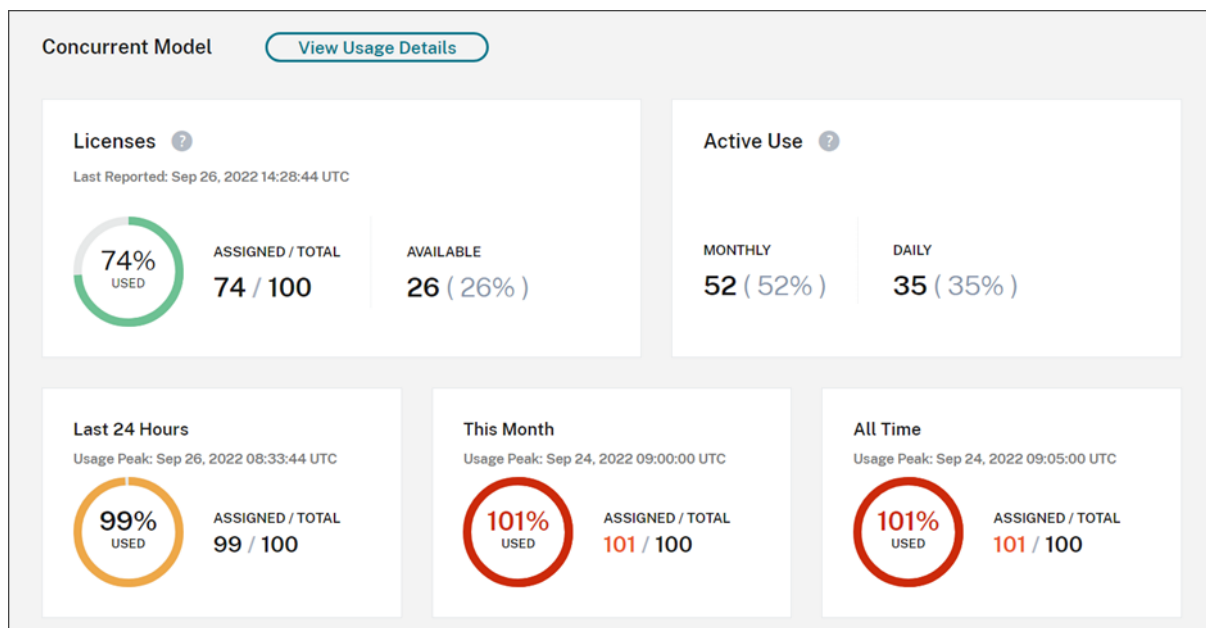 Concurrent Model
View Usage Details
Licenses ?
Last Reported: Sep 26, 2022 14:28:44 UTC
74%
USED
ASSIGNED / TOTAL
74 / 100
AVAILABLE
26 ( 26% )
Active Use ?
MONTHLY
52 ( 52% )
DAILY
35 ( 35% )
Last 24 Hours
Usage Peak: Sep 26, 2022 08:33:44 UTC
99%
USED
ASSIGNED / TOTAL
99 / 100
This Month
Usage Peak: Sep 24, 2022 09:00:00 UTC
101%
USED
ASSIGNED / TOTAL
101 / 100
All Time
Usage Peak: Sep 24, 2022 09:05:00 UTC
101%
USED
ASSIGNED / TOTAL
101 / 100